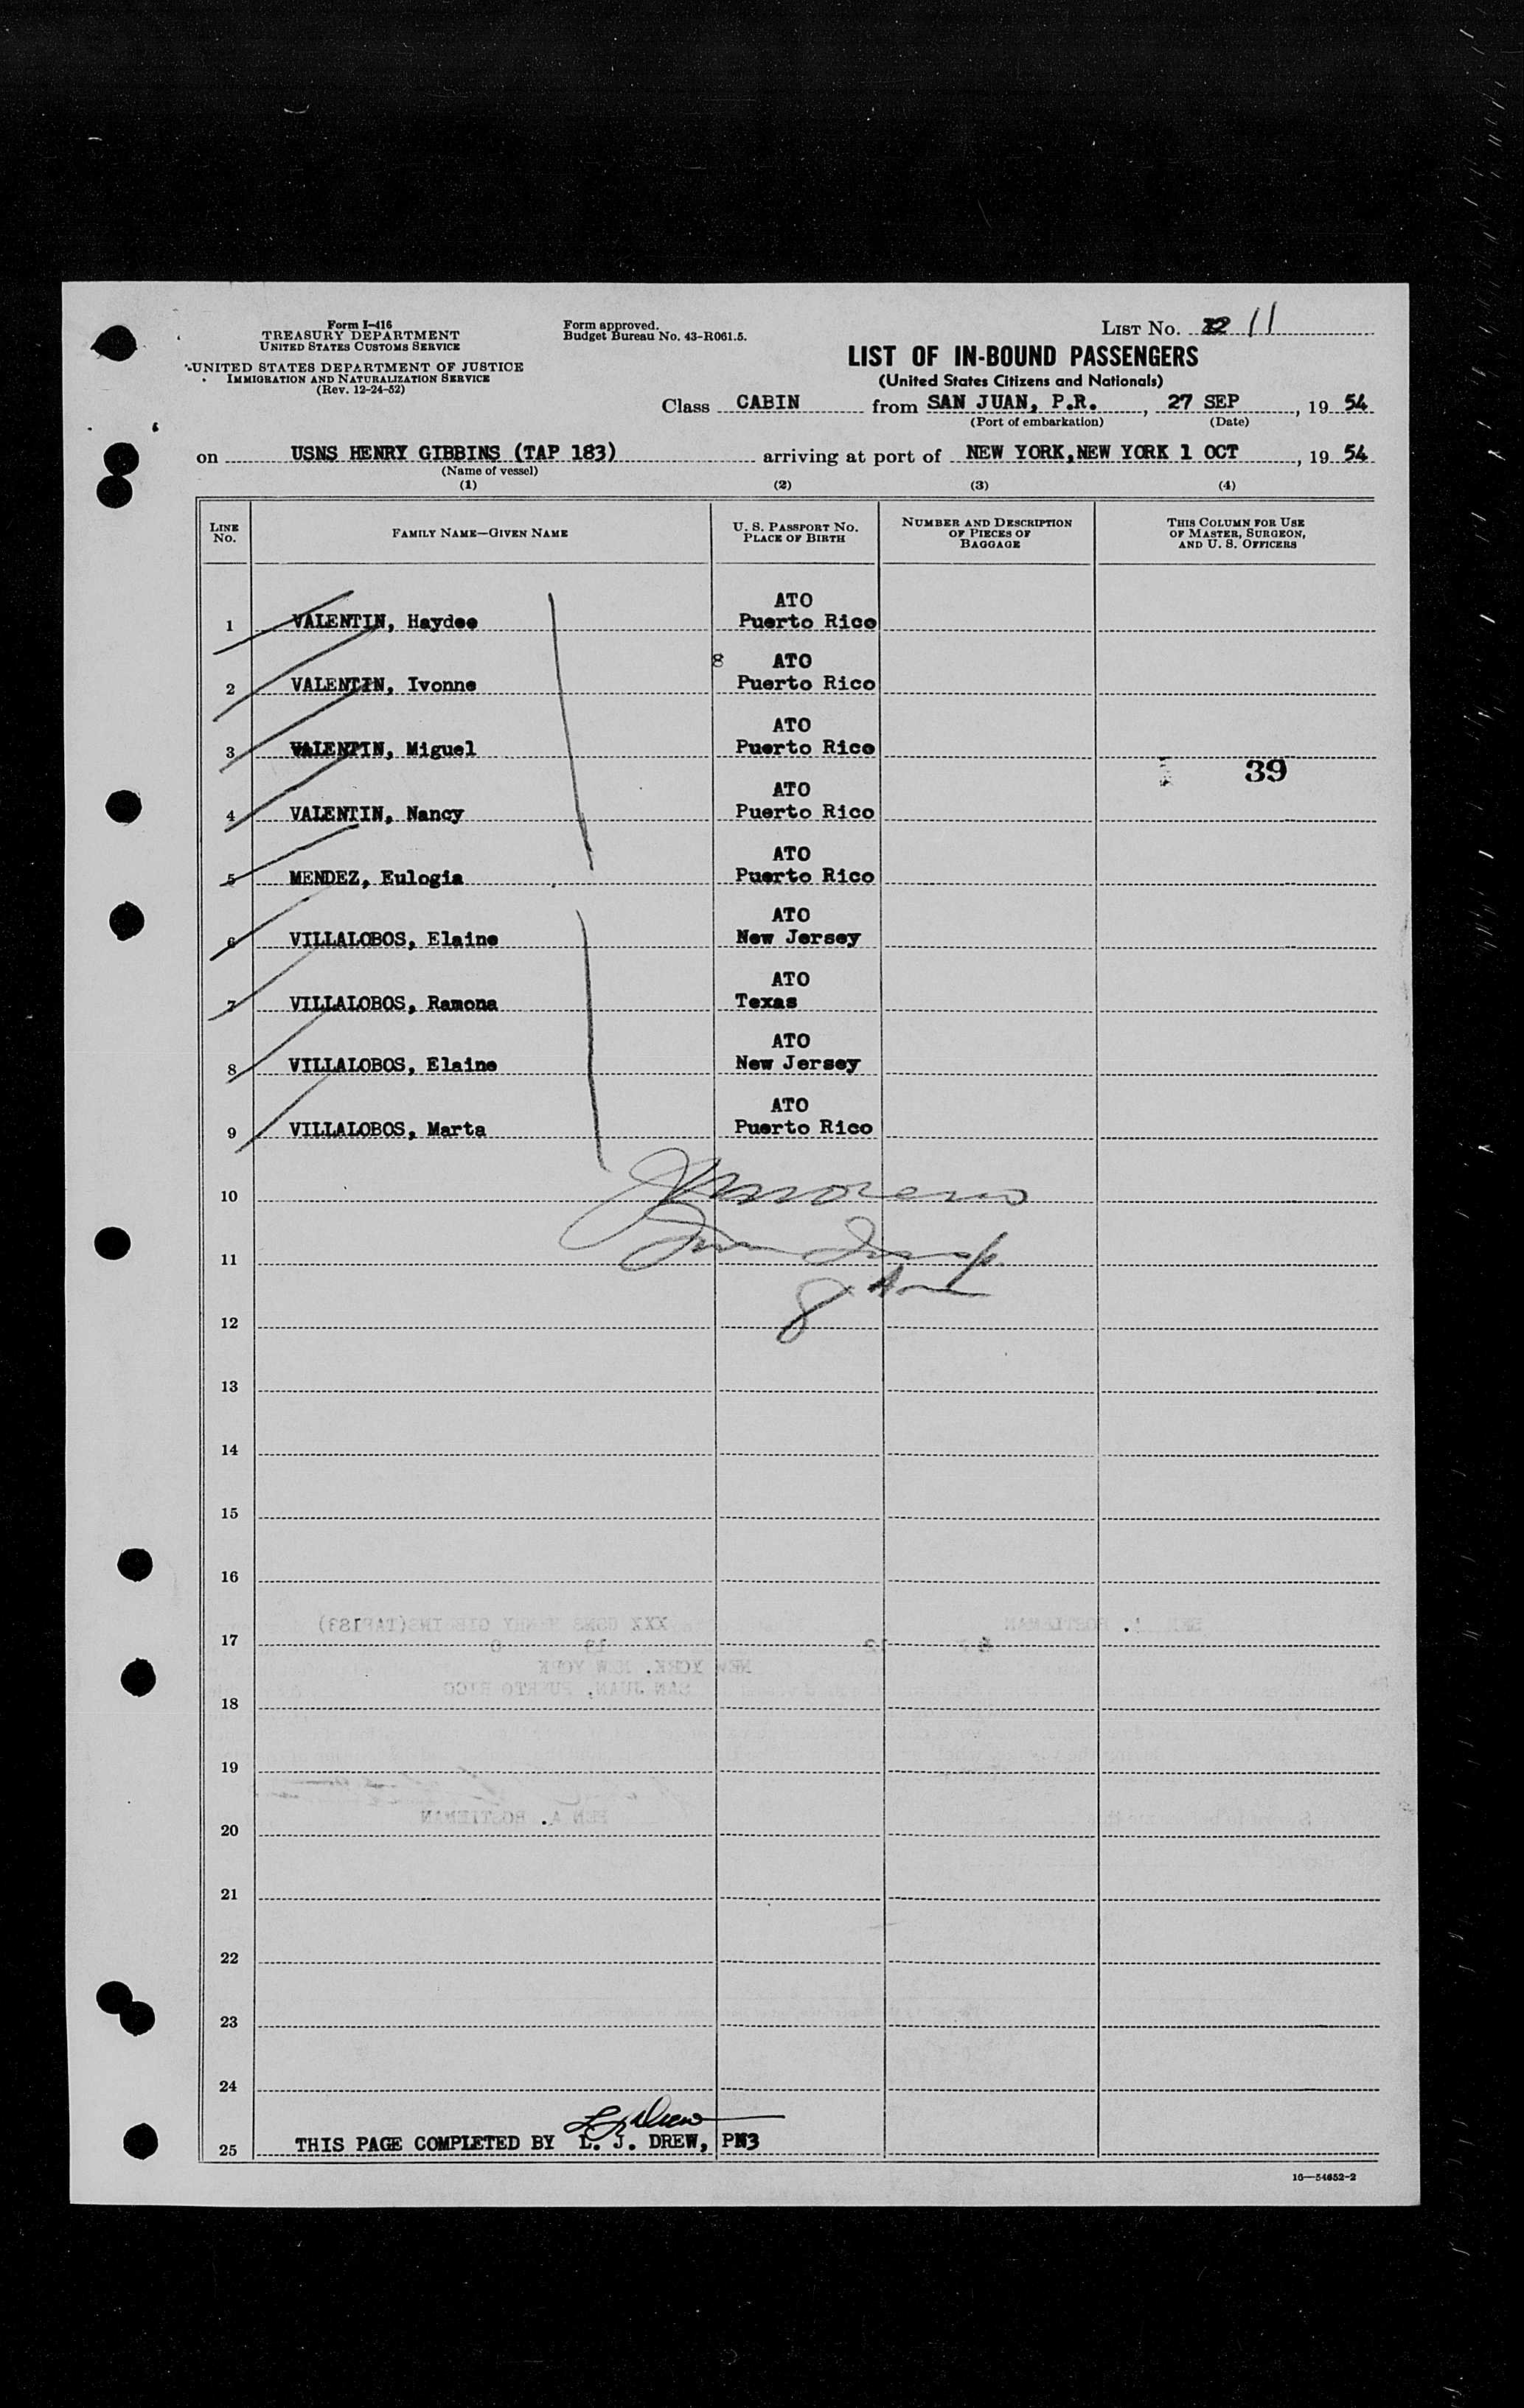 Form I-416
TREASURY DEPARTMENT
UNITED STATES CUSTOMS SERVICE
UNITED STATES DEPARTMENT OF JUSTICE
IMMIGRATION AND NATURALIZATION SERVICE
(Rev. 12-24-52)
Form approved.
Budget Bureau No. 43-R061.5.
LIST NO. 11
LIST OF IN-BOUND PASSENGERS
(United States Citizens and Nationals)
Class CABIN from SAN JUAN, P.R., 27 SEP, 19 54
(Port of embarkation) (Date)
on USNS HENRY GIBBINS (TAP 183) arriving at port of NEW YORK, NEW YORK 1 OCT, 19 54
(Name of vessel)
(1) (2) (3) (4)
LINE NO. FAMILY NAME—GIVEN NAME U. S. PASSPORT NO. PLACE OF BIRTH NUMBER AND DESCRIPTION OF PIECES OF BAGGAGE THIS COLUMN FOR USE OF MASTER, SURGEON, AND U. S. OFFICERS
ATO
1 VALENTIN, Haydee Puerto Rico
8 ATO
2 VALENTIN, Ivonne Puerto Rico
ATO
3 VALENTIN, Miguel Puerto Rico
39
ATO
4 VALENTIN, Nancy Puerto Rico
ATO
5 MENDEZ, Eulogia Puerto Rico
ATO
6 VILLALOBOS, Elaine New Jersey
ATO
7 VILLALOBOS, Ramona Texas
ATO
8 VILLALOBOS, Elaine New Jersey
ATO
9 VILLALOBOS, Marta Puerto Rico
10
11
12
13
14
15
16
17
18
19
20
21
22
23
24
25 THIS PAGE COMPLETED BY L. J. DREW, PN3
16—54652-2